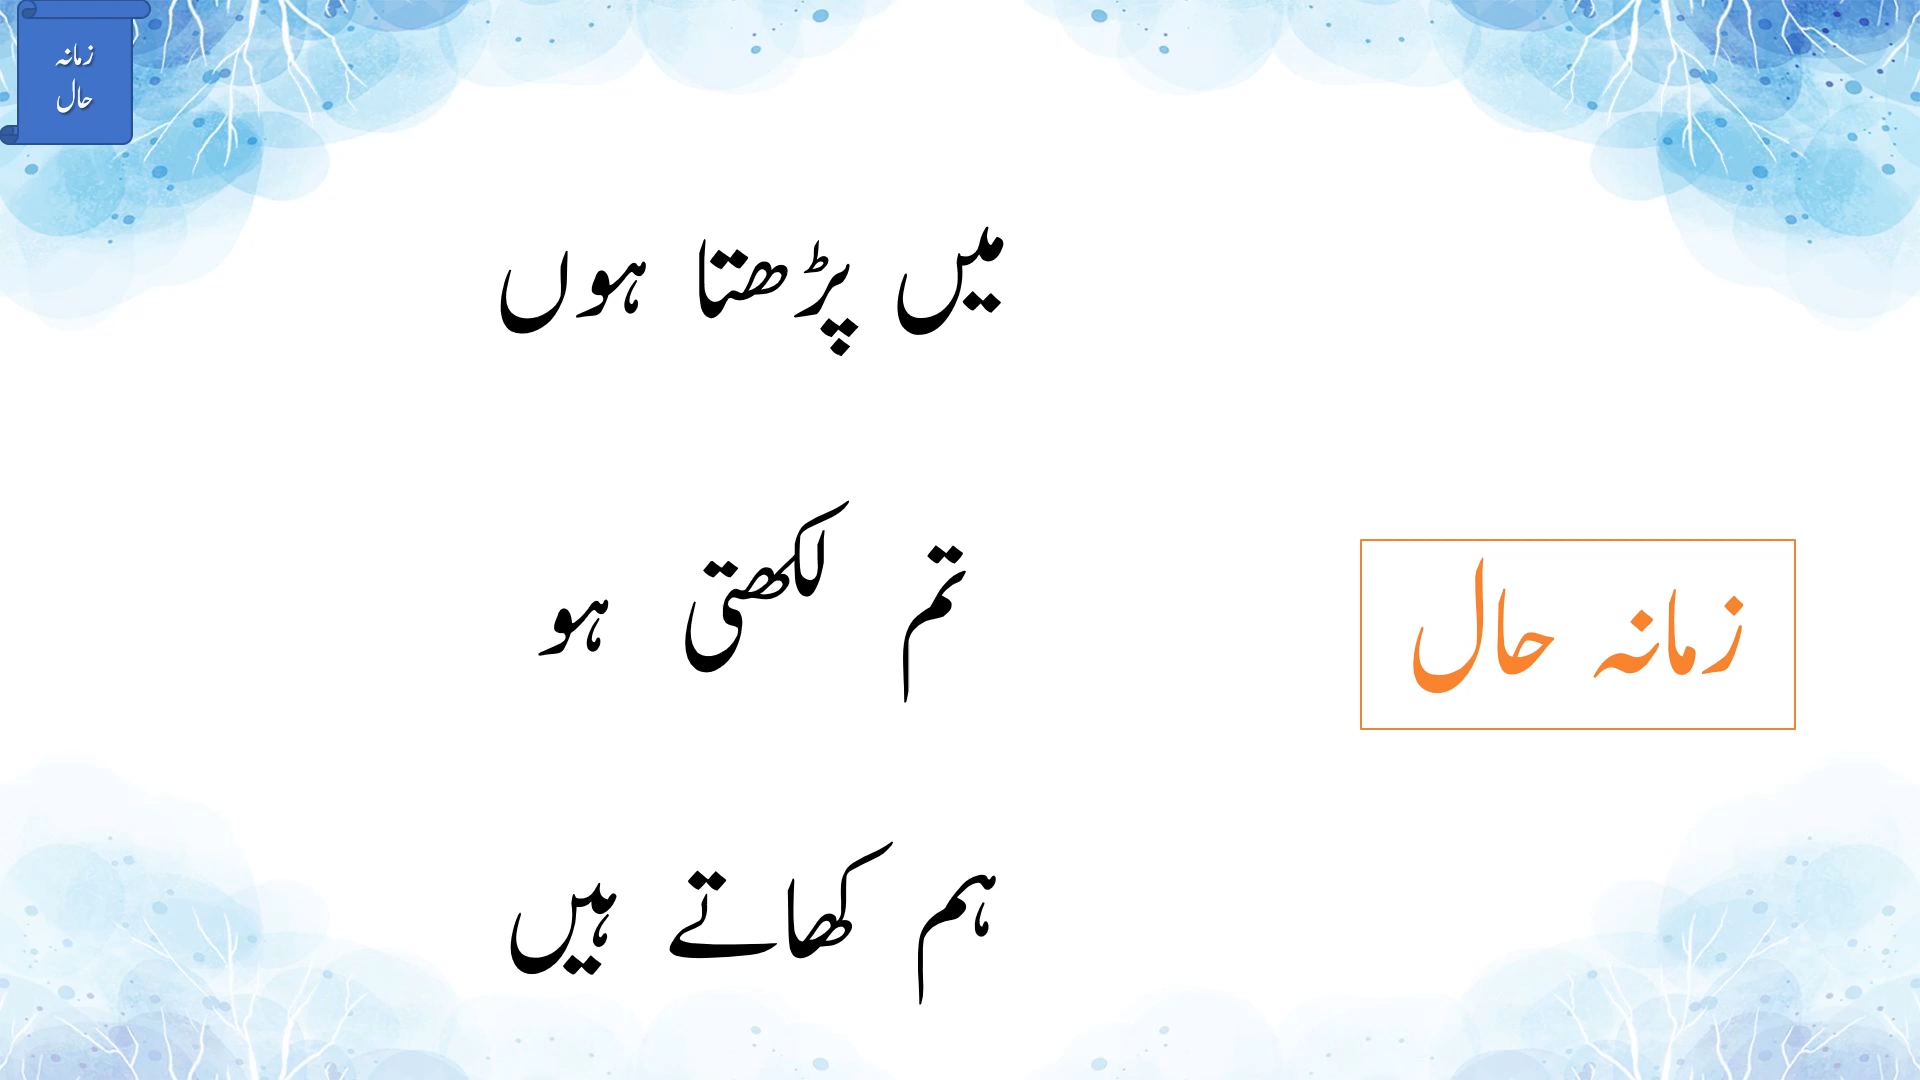 زمانہ
حال
میں پڑھتا ہوں
تم لکھتی ہو
زمانہ حال
ہم کھاتے ہیں